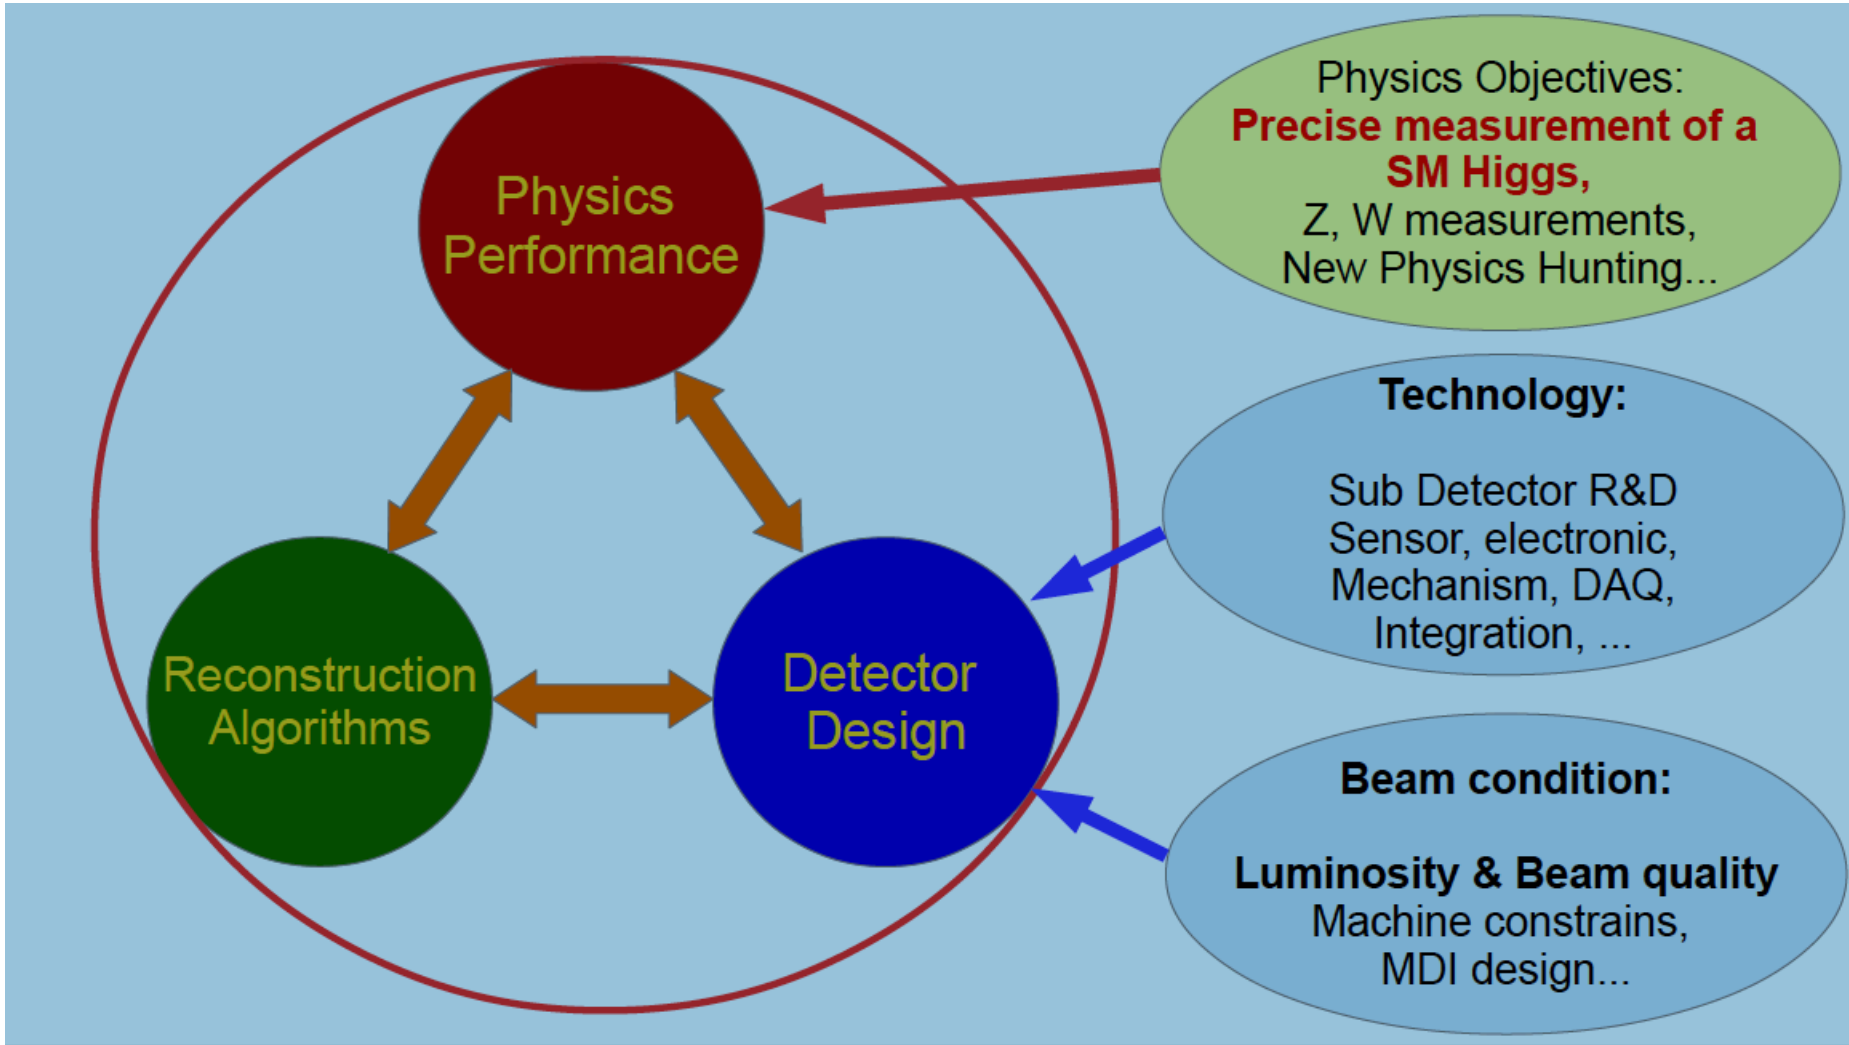 Physics
Performance
Reconstruction
Algorithms
Detector
Design
Physics Objectives:
Precise measurement of a
SM Higgs,
Z, W measurements,
New Physics Hunting...
Technology:
Sub Detector R&D
Sensor, electronic,
Mechanism, DAQ,
Integration, ...
Beam condition:
Luminosity & Beam quality
Machine constrains,
MDI design...